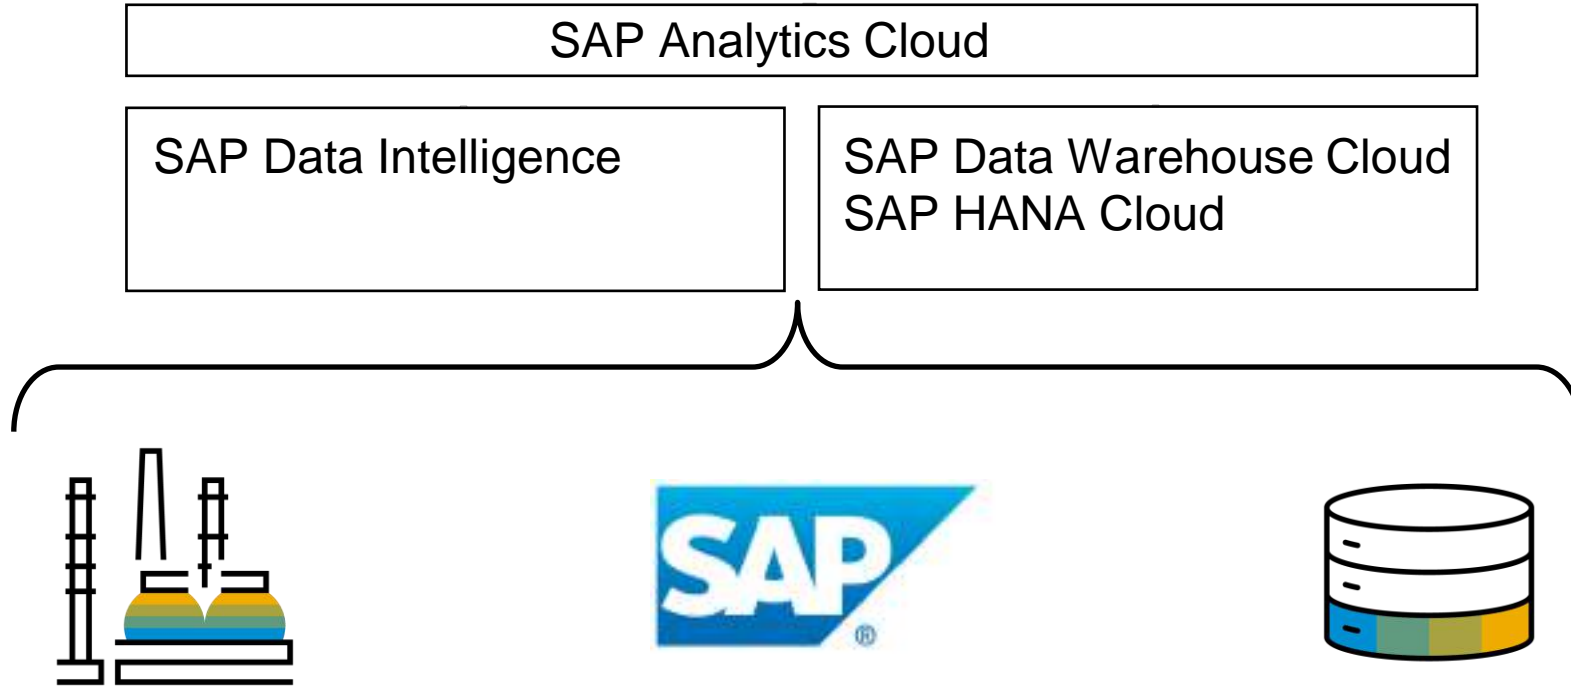 SAP Analytics Cloud
SAP Data Intelligence
SAP Data Warehouse Cloud
SAP HANA Cloud
SAP
®